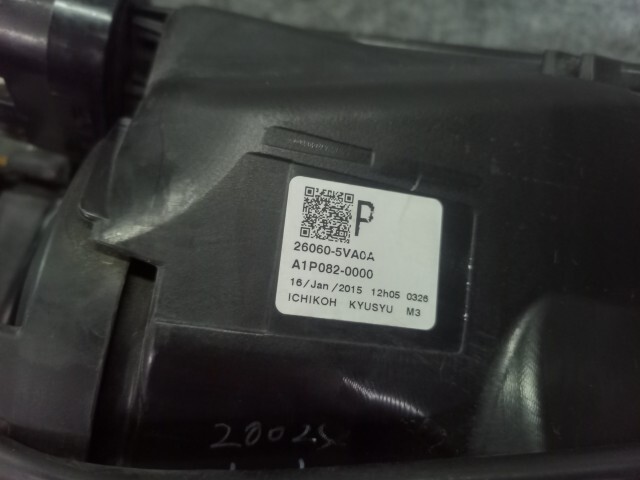 P
26060-5VA0A
A1P082-0000
16/Jan/2015 12h05 0326
ICHIKOH KYUSYU M3